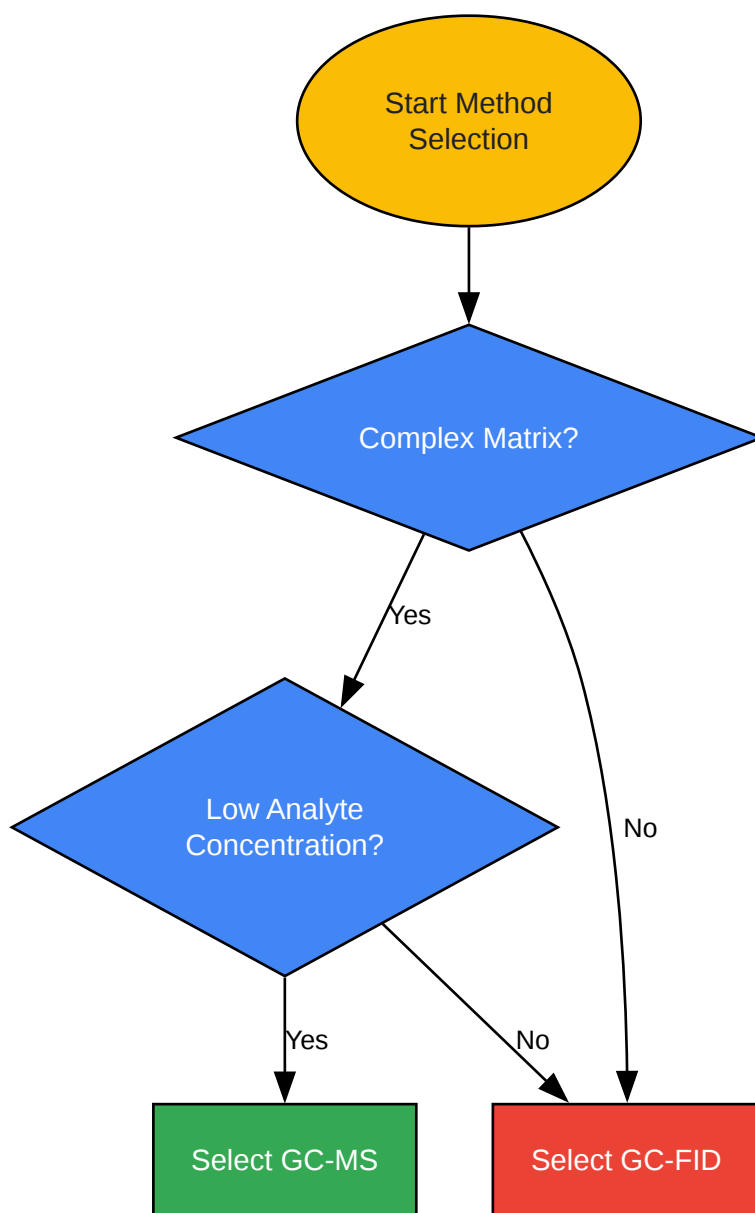 Start Method
Selection
Complex Matrix?
Yes
Low Analyte
Concentration?
No
Yes
No
Select GC-MS
Select GC-FID